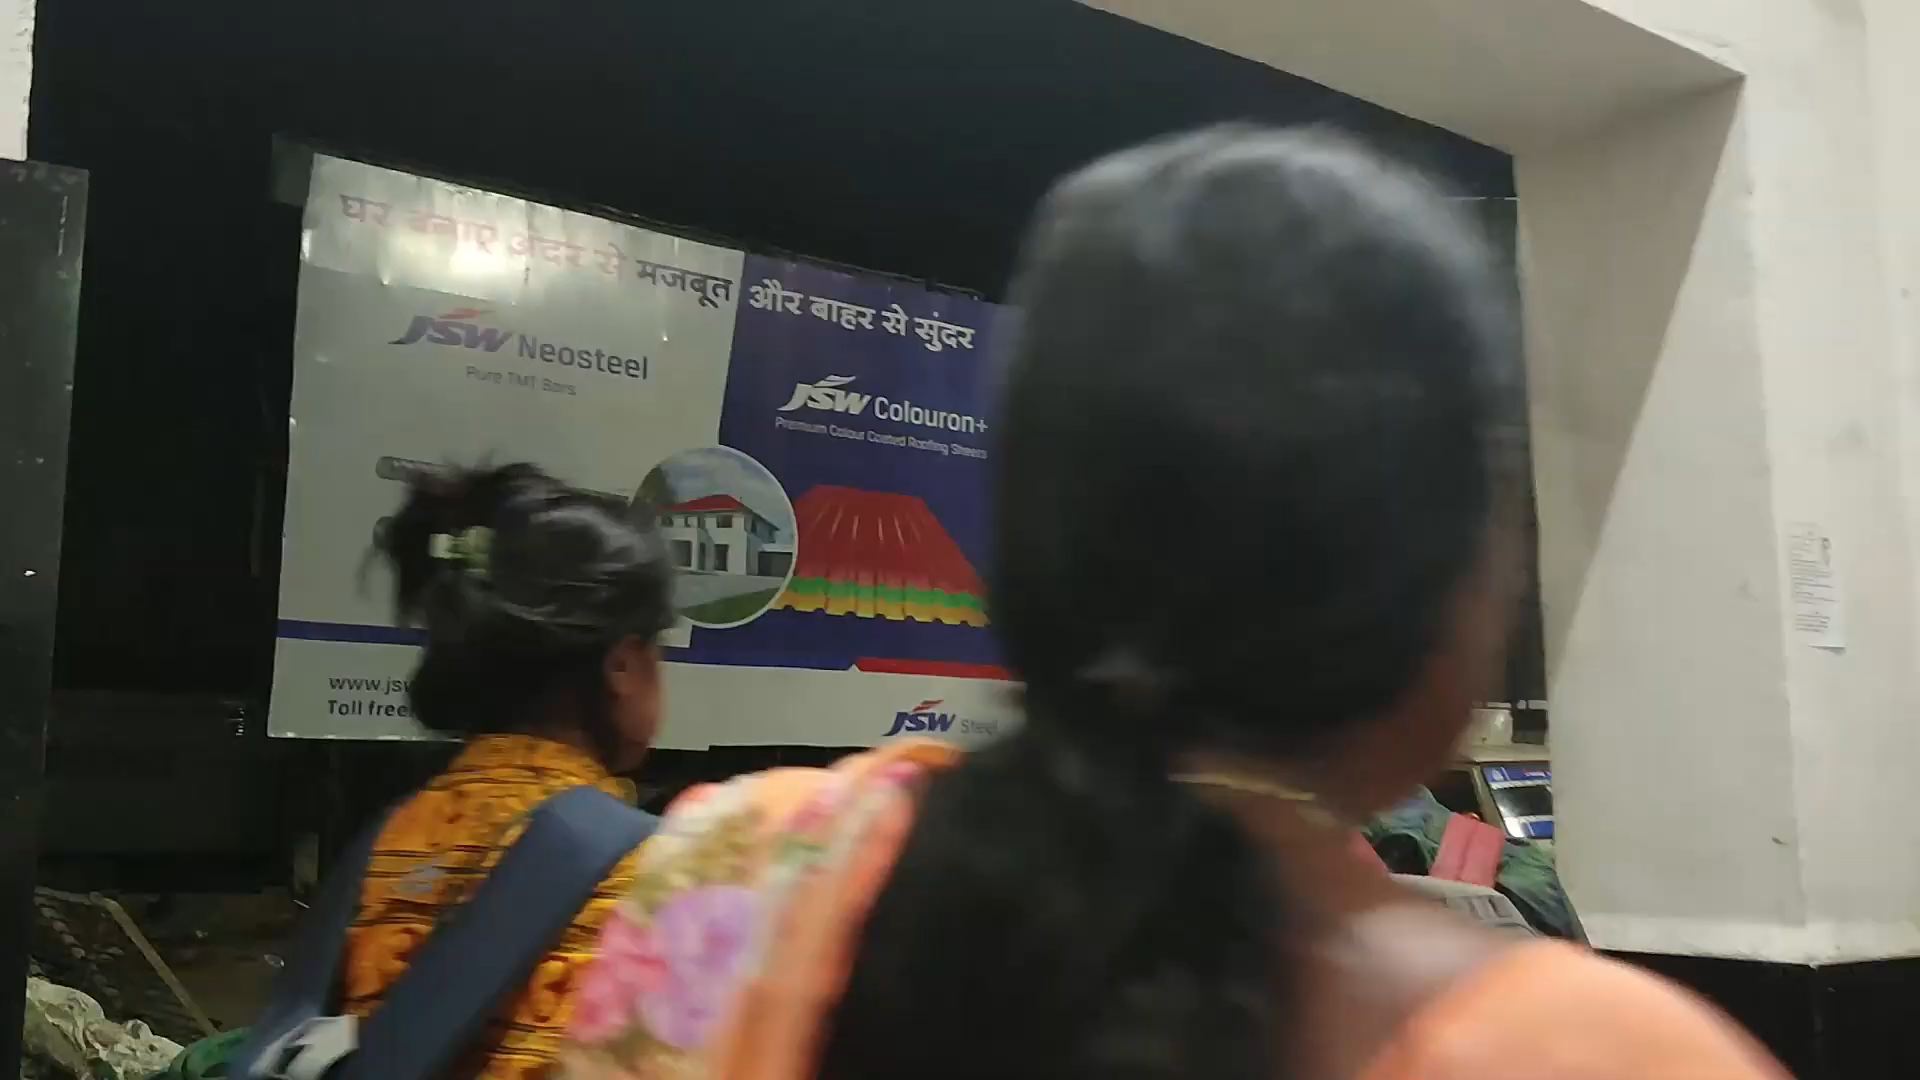 घर बनाए अंदर से मजबूत और बाहर से सुंदर
JSW Neosteel
Pure TMT Bars
JSW Colouron+
Premium Colour Coated Roofing Sheets
www.jsw
Toll free
JSW Steel